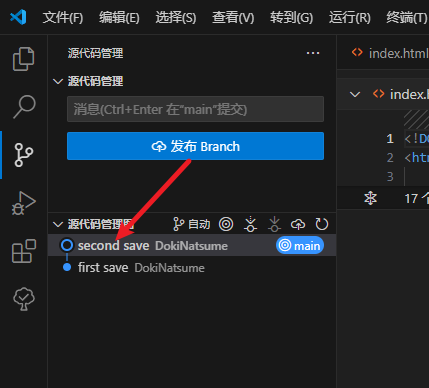 文件(F) 编辑(E) 选择(S) 查看(V) 转到(G) 运行(R) 终端(T)
源代码管理
index.html
源代码管理
index.h
消息(Ctrl+Enter 在"main"提交)
发布 Branch
1 <!DO
2 <htm
17 个
源代码管理图 自动
second save DokiNatsume main
first save DokiNatsume